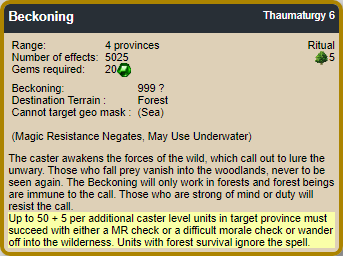 Beckoning Thaumaturgy 6
Range: 4 provinces Ritual
Number of effects: 5025 5
Gems required: 20
Beckoning: 999 ?
Destination Terrain : Forest
Cannot target geo mask : (Sea)
(Magic Resistance Negates, May Use Underwater)
The caster awakens the forces of the wild, which call out to lure the
unwary. Those who fall prey vanish into the woodlands, never to
be seen again. The Beckoning will only work in forests and forest beings
are immune to the call. Those who are strong of mind or duty will
resist the call.
Up to 50 + 5 per additional caster level units in target province must
succeed with either a MR check or a difficult morale check or wander
off into the wilderness. Units with forest survival ignore the spell.